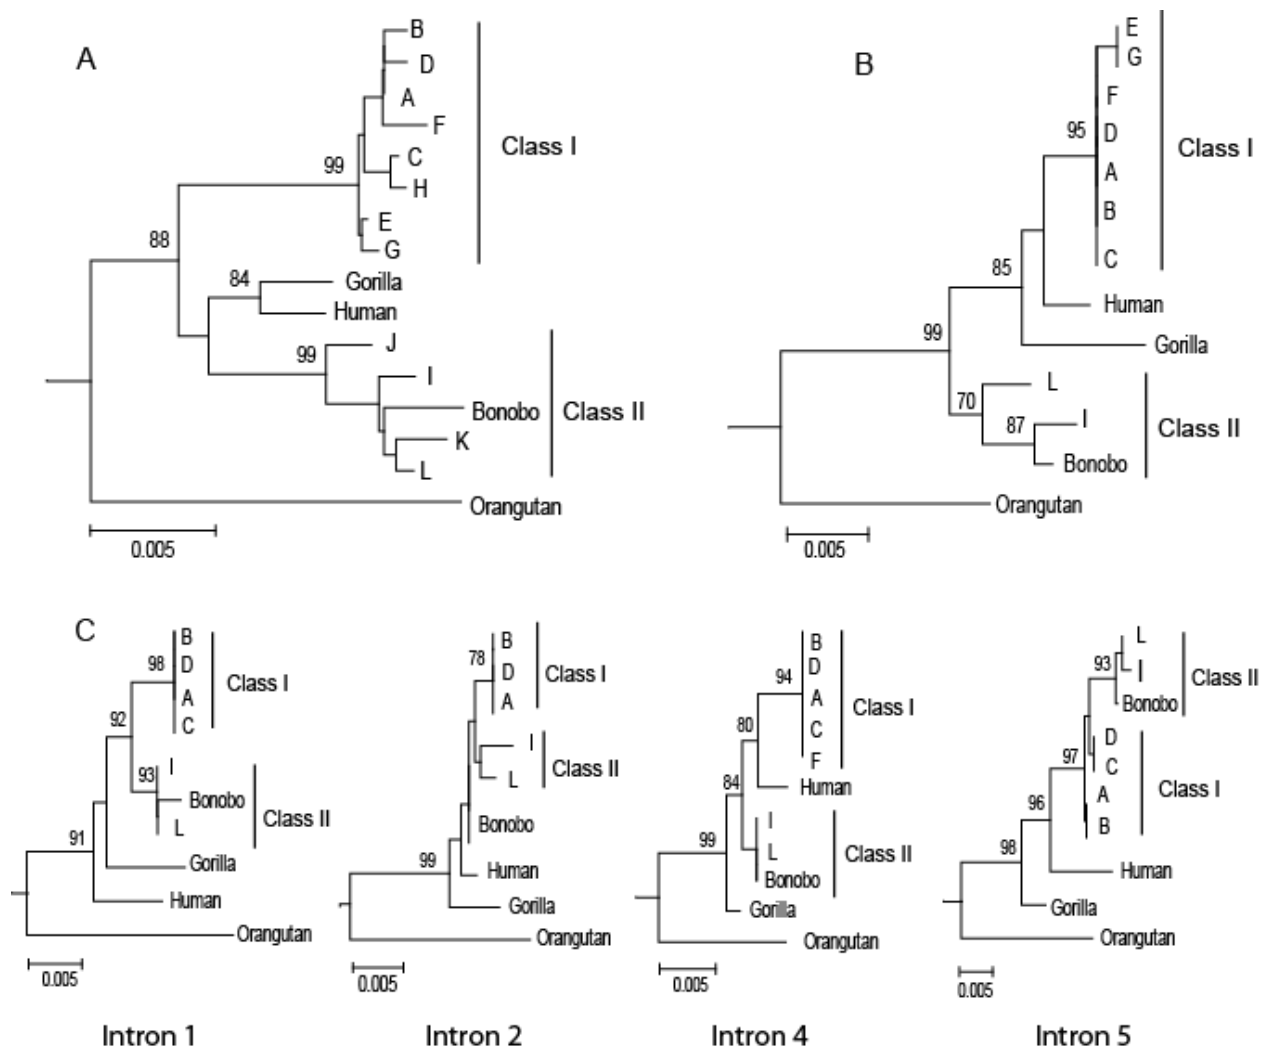 A
B
D
A
F
C
H
E
G
Class I
99
88
84
Gorilla
Human
99
J
I
Bonobo
K
L
Class II
Orangutan
0.005
B
E
G
F
D
A
B
C
95
Class I
85
Human
99
Gorilla
70
L
87
I
Bonobo
Class II
Orangutan
0.005
C
B
D
A
C
98
Class I
92
93
I
Bonobo
L
Class II
91
Gorilla
Human
Orangutan
0.005
Intron 1
B
D
A
78
Class I
I
L
Class II
Bonobo
99
Human
Gorilla
Orangutan
0.005
Intron 2
B
D
A
C
F
94
Class I
80
Human
84
I
L
Bonobo
Class II
99
Gorilla
Orangutan
0.005
Intron 4
L
I
Bonobo
93
Class II
D
C
A
B
97
Class I
96
Human
98
Gorilla
Orangutan
0.005
Intron 5